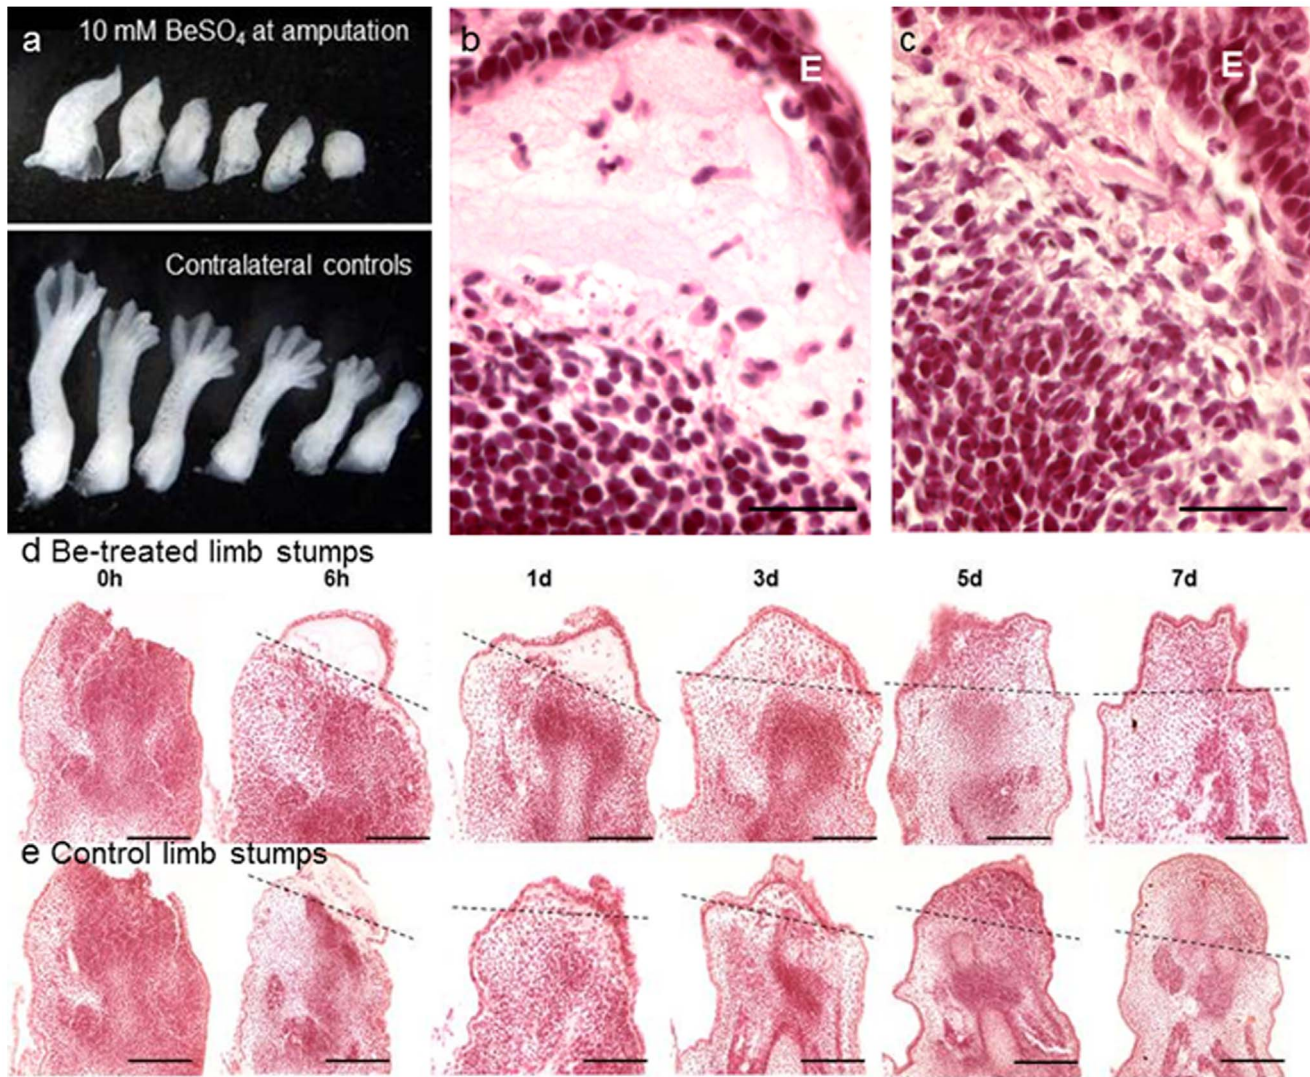 a
10 mM BeSO₄ at amputation
Contralateral controls
b
E
c
E
d Be-treated limb stumps
0h 6h 1d 3d 5d 7d
e Control limb stumps